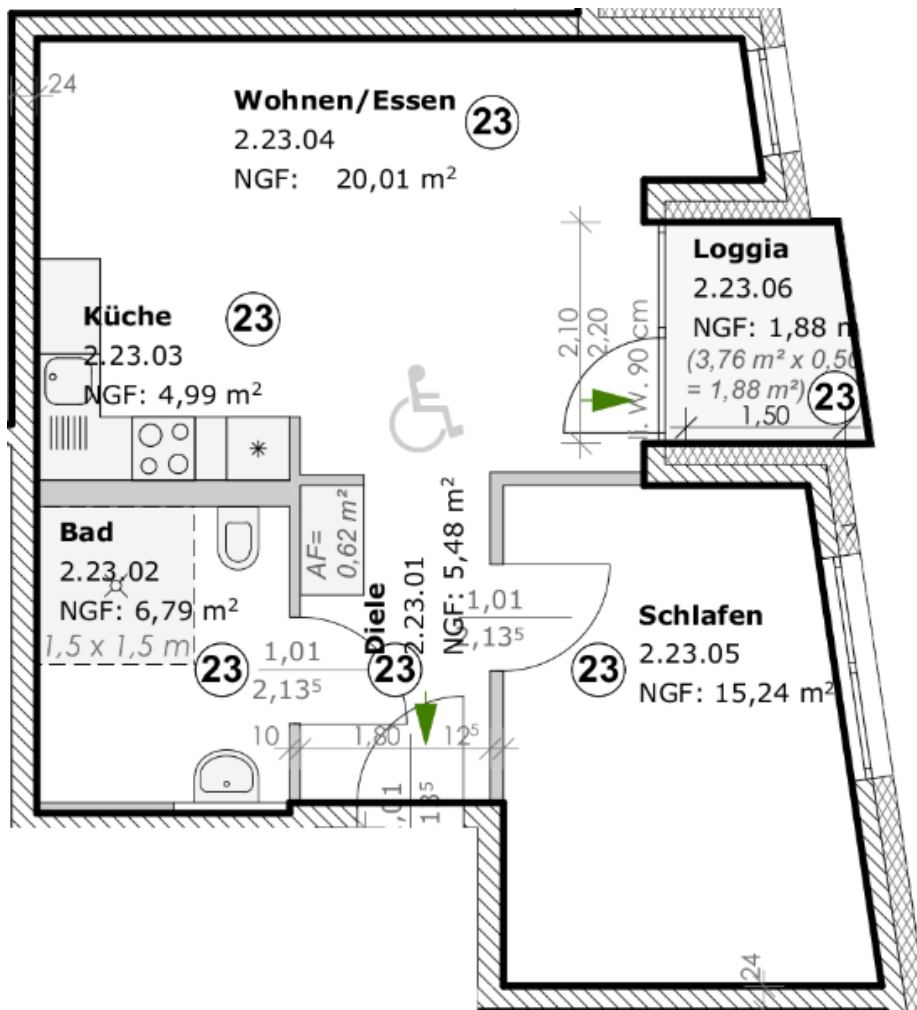 24
Wohnen/Essen
2.23.04
NGF: 20,01 m²
23
Loggia
2.23.06
NGF: 1,88 m
(3,76 m² x 0,50
= 1,88 m²)
23
1,50
2,10
2,20
l. W. 90 cm
Küche
2.23.03
NGF: 4,99 m²
23
AF=
0,62 m²
Bad
2.23.02
NGF: 6,79 m²
1,5 x 1,5 m
23
1,01
2,13⁵
Diele
2.23.01
NGF: 5,48 m²
23
1,01
2,13⁵
Schlafen
2.23.05
NGF: 15,24 m²
23
10
1,80
12⁵
24